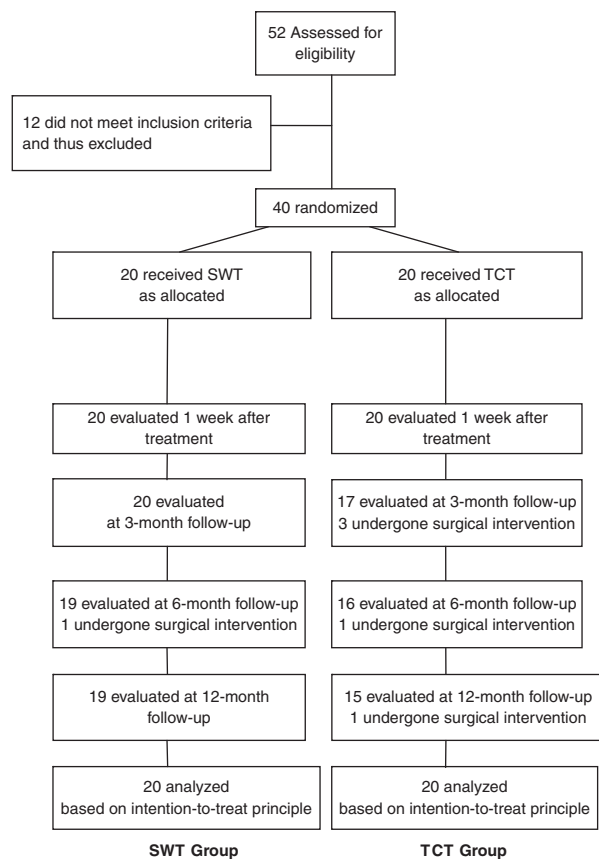 52 Assessed for
eligibility
12 did not meet inclusion criteria
and thus excluded
40 randomized
20 received SWT
as allocated
20 received TCT
as allocated
20 evaluated 1 week after
treatment
20 evaluated 1 week after
treatment
20 evaluated
at 3-month follow-up
17 evaluated at 3-month follow-up
3 undergone surgical intervention
19 evaluated at 6-month follow-up
1 undergone surgical intervention
16 evaluated at 6-month follow-up
1 undergone surgical intervention
19 evaluated at 12-month
follow-up
15 evaluated at 12-month follow-up
1 undergone surgical intervention
20 analyzed
based on intention-to-treat principle
20 analyzed
based on intention-to-treat principle
SWT Group
TCT Group